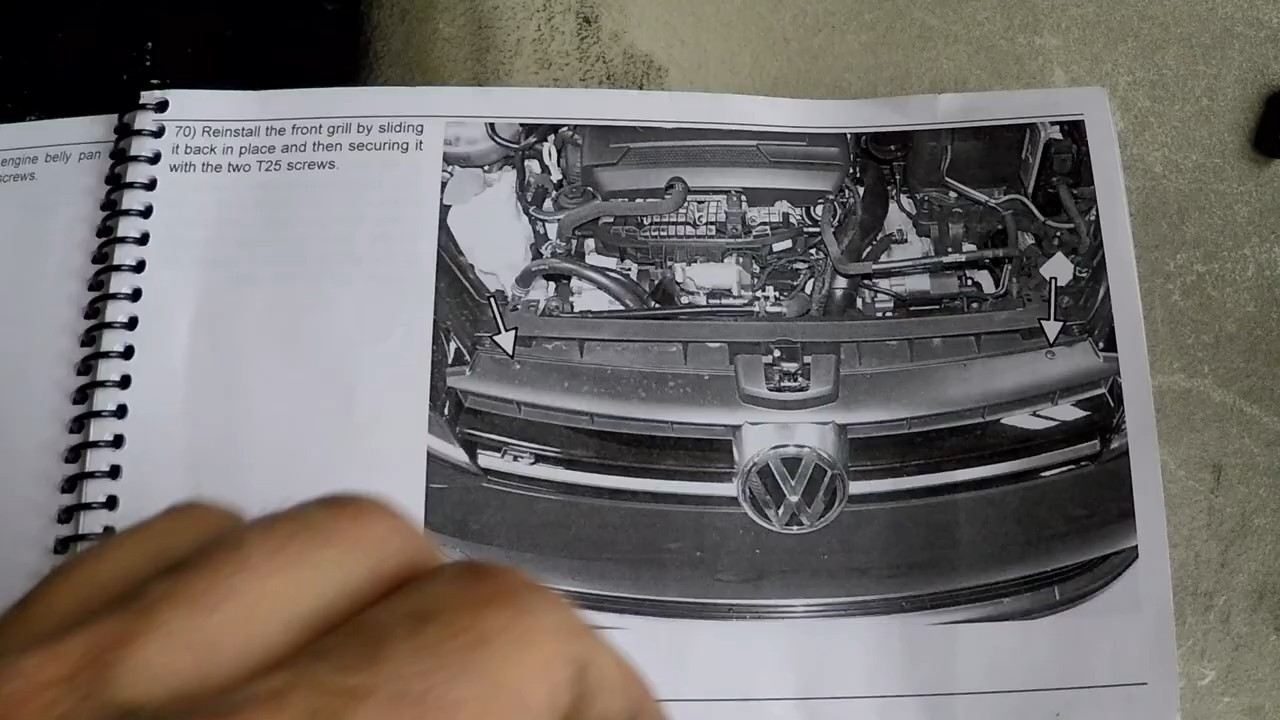 engine belly pan
screws.
70) Reinstall the front grill by sliding
it back in place and then securing it
with the two T25 screws.
R